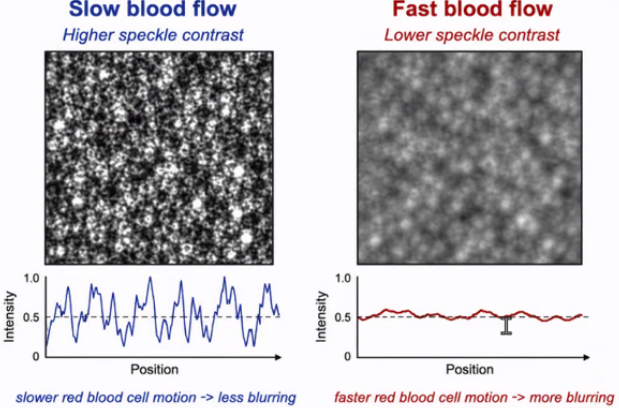 Slow blood flow
Higher speckle contrast
Fast blood flow
Lower speckle contrast
Intensity
1.0
0.5
0
Position
Intensity
1.0
0.5
0
Position
slower red blood cell motion -> less blurring
faster red blood cell motion -> more blurring